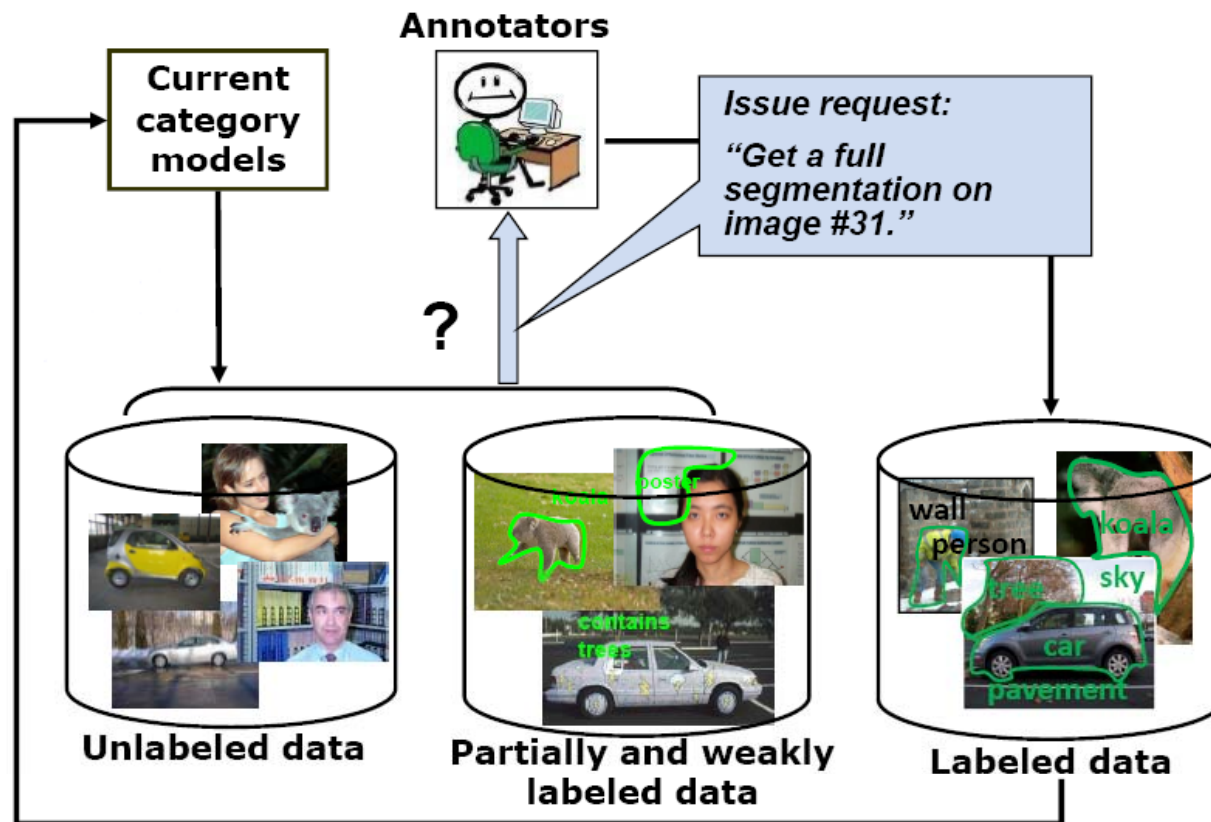 Annotators
Current
category
models
Issue request:
“Get a full
segmentation on
image #31.”
?
koala
poster
contains
trees
wall
person
koala
sky
tree
car
pavement
Unlabeled data
Partially and weakly
labeled data
Labeled data